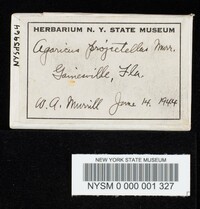 NYSf3964
HERBARIUM N. Y. STATE MUSEUM
Agaricus projectellus Murr.
Gainesville, Fla.
W. A. Murrill June 14, 1944
NEW YORK STATE MUSEUM
NYSM 0 000 001 327